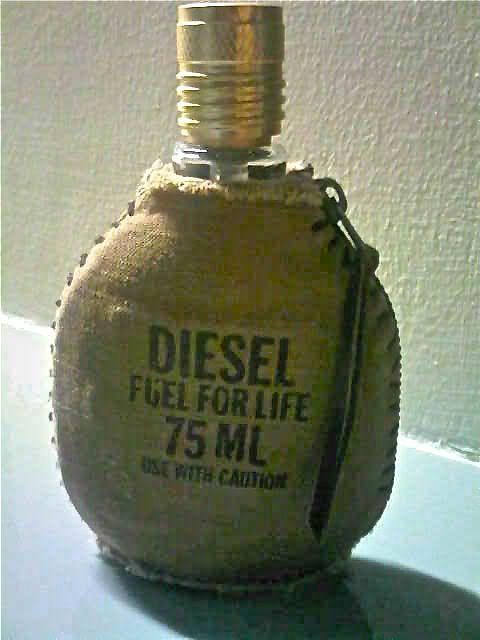 DIESEL
FUEL FOR LIFE
75 ML
USE WITH CAUTION